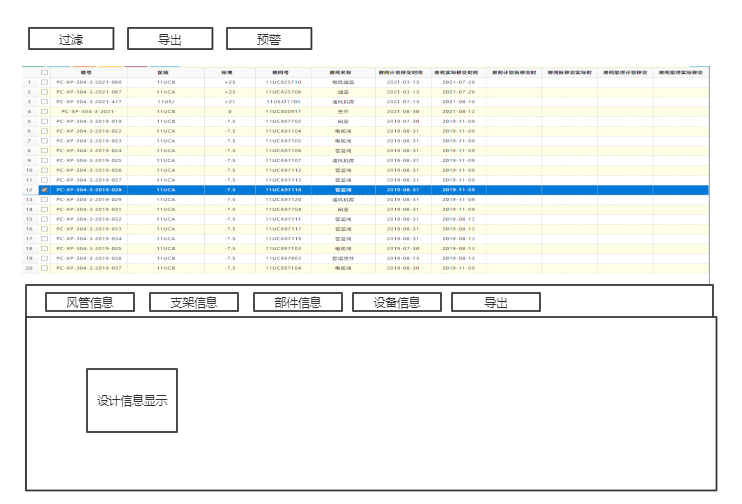 过滤 导出 预警
编号 区域 标高 房间号 房间名称 房间计划移交时间 房间实际移交时间 房间计划反移交时 房间反移交实际时 房间最终计划移交 房间最终实际移交
1 PC-XP-304-3-2021-060 11UCB +25 11UCB25710 电缆通道 2021-03-15 2021-07-26
2 PC-XP-304-3-2021-087 11UCA +25 11UCA25708 通道 2021-03-15 2021-07-26
3 PC-XP-304-3-2021-417 11USJ +21 11USJ21103 通风机房 2021-07-15 2021-08-10
4 PC-XP-304-3-2021- 11UCB 0 11UCB00917 竖井 2021-08-30 2021-08-12
5 PC-XP-304-3-2019-019 11UCB -7.5 11UCB97702 前室 2019-07-30 2019-11-09
6 PC-XP-304-3-2019-022 11UCA -7.5 11UCA97104 电缆间 2019-08-31 2019-11-09
7 PC-XP-304-3-2019-023 11UCA -7.5 11UCA97105 电缆间 2019-08-31 2019-11-09
8 PC-XP-304-3-2019-024 11UCA -7.5 11UCA97106 管道间 2019-08-31 2019-11-09
9 PC-XP-304-3-2019-025 11UCA -7.5 11UCA97107 通风机房 2019-08-31 2019-11-09
10 PC-XP-304-3-2019-026 11UCA -7.5 11UCA97112 管道间 2019-08-31 2019-11-09
11 PC-XP-304-3-2019-027 11UCA -7.5 11UCA97113 管道间 2019-08-31 2019-11-09
12 PC-XP-304-3-2019-028 11UCA -7.5 11UCA97118 管道间 2019-08-31 2019-11-09
13 PC-XP-304-3-2019-029 11UCA -7.5 11UCA97120 通风机房 2019-08-31 2019-11-09
14 PC-XP-304-3-2019-031 11UCA -7.5 11UCA97704 前室 2019-08-31 2019-11-09
15 PC-XP-304-3-2019-032 11UCA -7.5 11UCA97111 管道间 2019-08-31 2019-08-13
16 PC-XP-304-3-2019-033 11UCA -7.5 11UCA97117 管道间 2019-08-31 2019-08-13
17 PC-XP-304-3-2019-034 11UCA -7.5 11UCA97119 管道间 2019-08-31 2019-08-13
18 PC-XP-304-3-2019-035 11UCB -7.5 11UCB97103 电缆间 2019-07-30 2019-08-13
19 PC-XP-304-3-2019-036 11UCB -7.5 11UCB97903 管道竖井 2019-08-15 2019-08-13
20 PC-XP-304-3-2019-037 11UCB -7.5 11UCB97104 电缆间 2019-08-30 2019-11-09
风管信息 支架信息 部件信息 设备信息 导出
设计信息显示